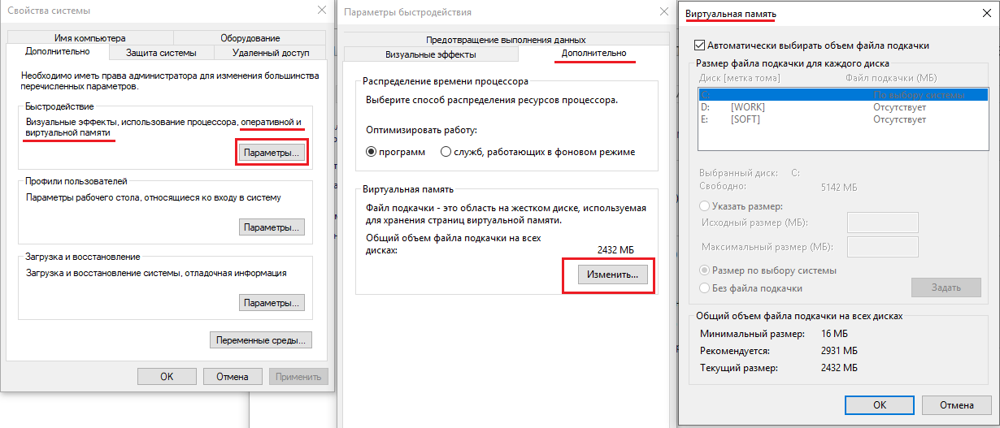 Свойства системы
Имя компьютера
Оборудование
Дополнительно
Защита системы
Удаленный доступ
Необходимо иметь права администратора для изменения большинства
перечисленных параметров.
Быстродействие
Визуальные эффекты, использование процессора, оперативной и
виртуальной памяти
Параметры...
Профили пользователей
Параметры рабочего стола, относящиеся ко входу в систему
Параметры...
Загрузка и восстановление
Загрузка и восстановление системы, отладочная информация
Параметры...
Переменные среды...
OK
Отмена
Применить
Параметры быстродействия
Предотвращение выполнения данных
Визуальные эффекты
Дополнительно
Распределение времени процессора
Выберите способ распределения ресурсов процессора.
Оптимизировать работу:
программ
служб, работающих в фоновом режиме
Виртуальная память
Файл подкачки - это область на жестком диске, используемая
для хранения страниц виртуальной памяти.
Общий объем файла подкачки на всех
дисках:
2432 МБ
Изменить...
Виртуальная память
Автоматически выбирать объем файла подкачки
Размер файла подкачки для каждого диска
Диск [метка тома]
Файл подкачки (МБ)
C: По выбору системы
D: [WORK] Отсутствует
E: [SOFT] Отсутствует
Выбранный диск: C:
Свободно: 5142 МБ
Указать размер:
Исходный размер (МБ):
Максимальный размер (МБ):
Размер по выбору системы
Без файла подкачки
Задать
Общий объем файла подкачки на всех дисках
Минимальный размер: 16 МБ
Рекомендуется: 2931 МБ
Текущий размер: 2432 МБ
OK
Отмена